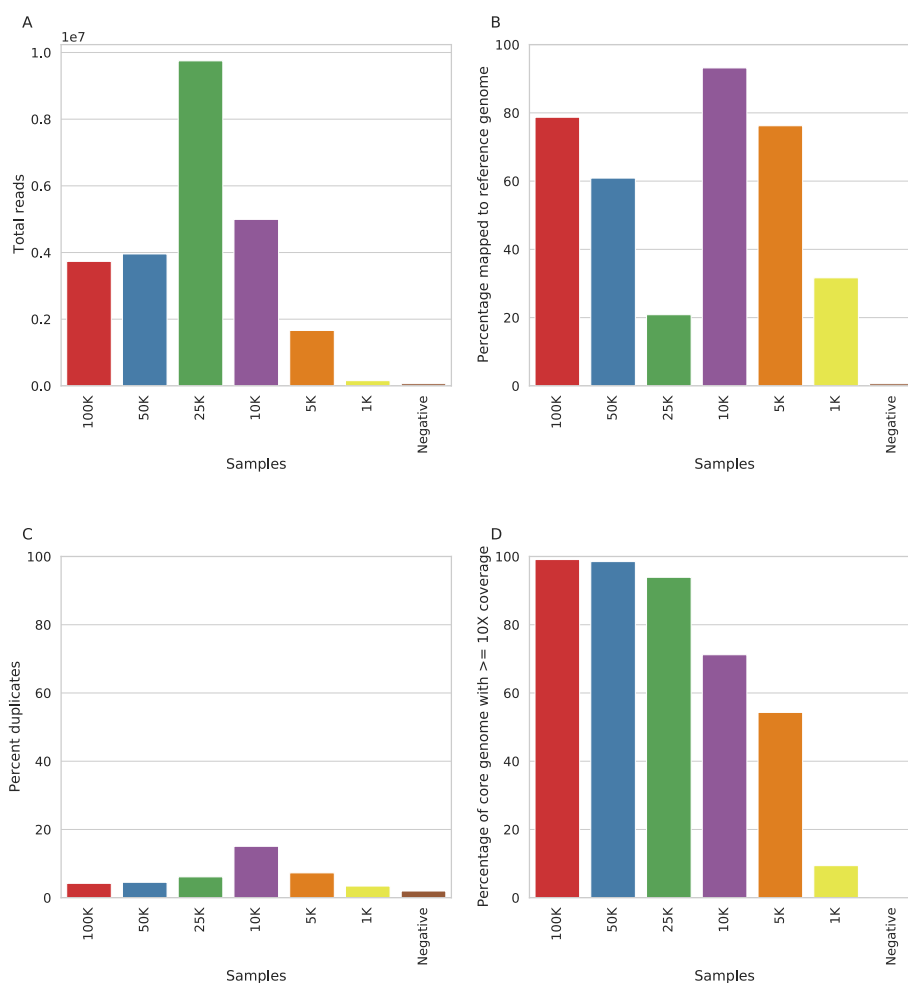 A
1e7
1.0
0.8
0.6
0.4
0.2
0.0
Total reads
100K
50K
25K
10K
5K
1K
Negative
Samples
B
100
80
60
40
20
0
Percentage mapped to reference genome
100K
50K
25K
10K
5K
1K
Negative
Samples
C
100
80
60
40
20
0
Percent duplicates
100K
50K
25K
10K
5K
1K
Negative
Samples
D
100
80
60
40
20
0
Percentage of core genome with >= 10X coverage
100K
50K
25K
10K
5K
1K
Negative
Samples